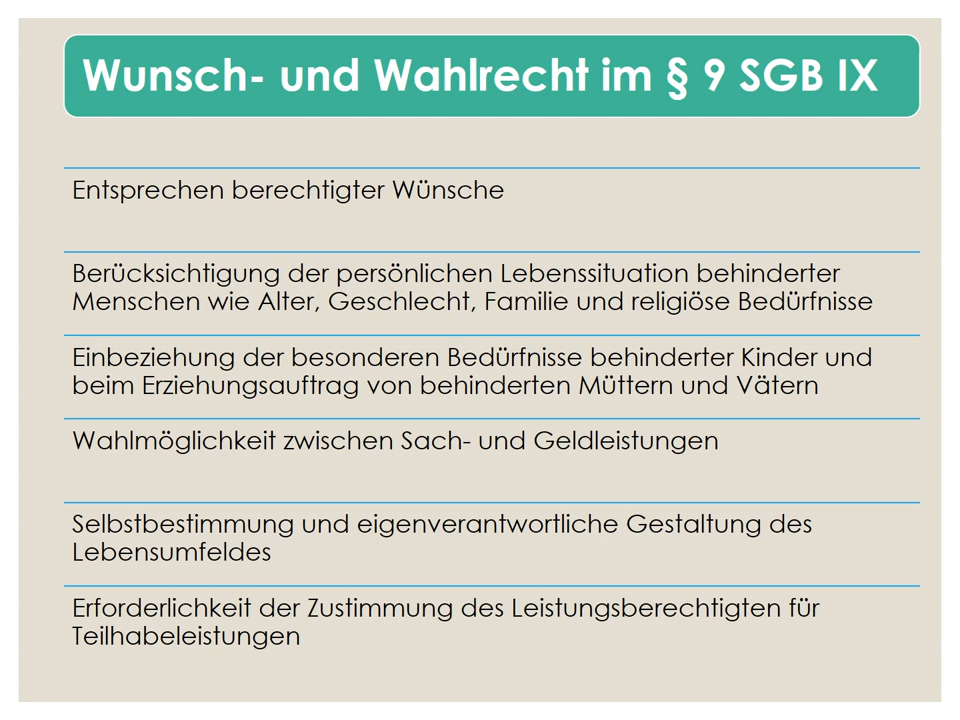 Wunsch- und Wahlrecht im § 9 SGB IX
Entsprechen berechtigter Wünsche
Berücksichtigung der persönlichen Lebenssituation behinderter
Menschen wie Alter, Geschlecht, Familie und religiöse Bedürfnisse
Einbeziehung der besonderen Bedürfnisse behinderter Kinder und
beim Erziehungsauftrag von behinderten Müttern und Vätern
Wahlmöglichkeit zwischen Sach- und Geldleistungen
Selbstbestimmung und eigenverantwortliche Gestaltung des
Lebensumfeldes
Erforderlichkeit der Zustimmung des Leistungsberechtigten für
Teilhabeleistungen